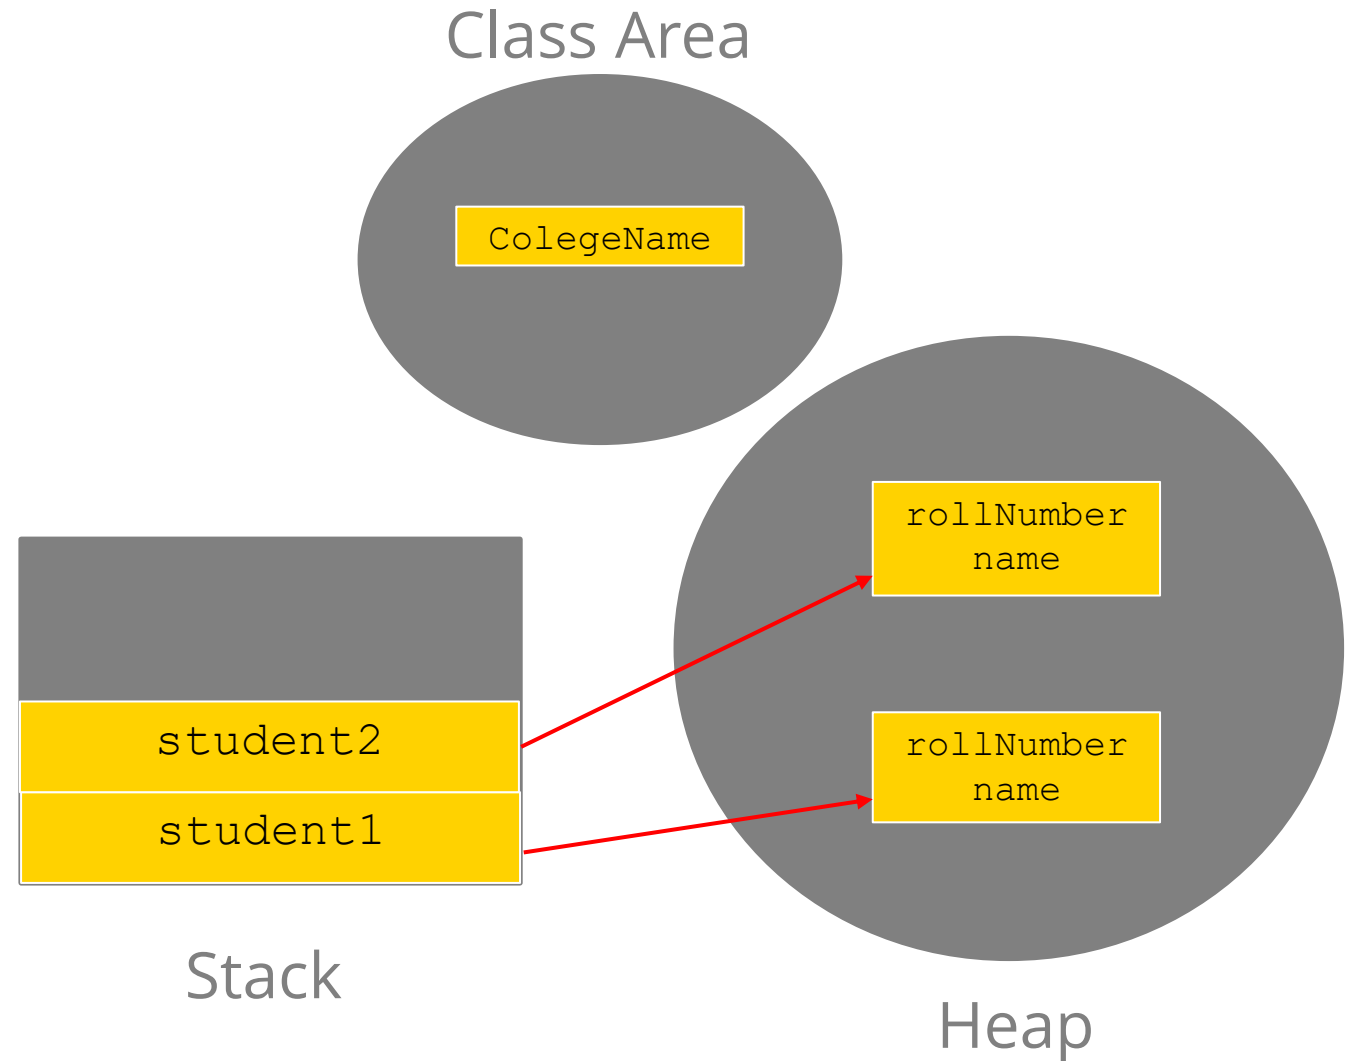 Class Area
ColegeName
rollNumber
name
student2
rollNumber
name
student1
Stack
Heap